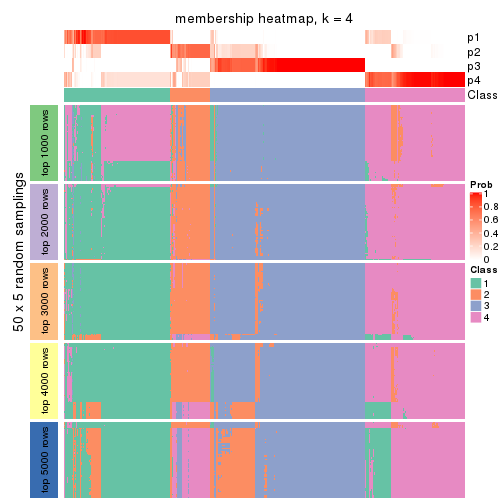 membership heatmap, k = 4
p1
p2
p3
p4
Class
50 x 5 random samplings
top 1000 rows
top 2000 rows
top 3000 rows
top 4000 rows
top 5000 rows
Prob
1
0.8
0.6
0.4
0.2
0
Class
1
2
3
4